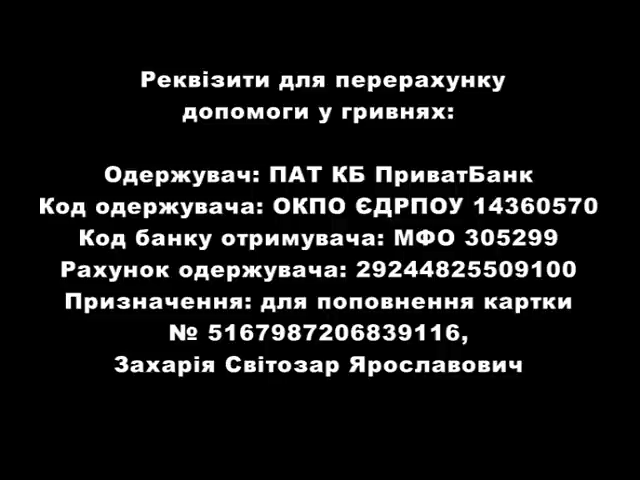 Реквізити для перерахунку
допомоги у гривнях:
Одержувач: ПАТ КБ ПриватБанк
Код одержувача: ОКПО ЄДРПОУ 14360570
Код банку отримувача: МФО 305299
Рахунок одержувача: 29244825509100
Призначення: для поповнення картки
№ 5167987206839116,
Захарія Світозар Ярославович